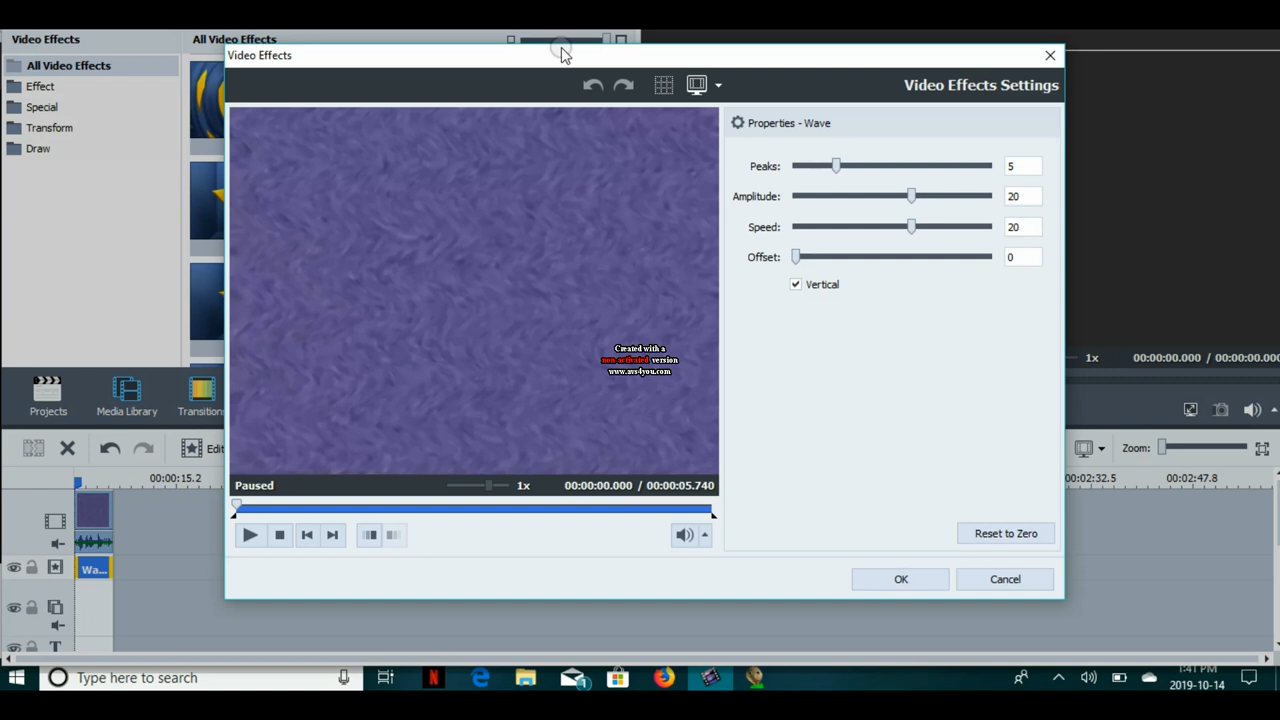 Video Effects
All Video Effects
All Video Effects
Effect
Special
Transform
Draw
Video Effects
Video Effects Settings
Properties - Wave
Peaks: 5
Amplitude: 20
Speed: 20
Offset: 0
Vertical
Created with a
non-activated version
www.avs4you.com
Paused 1x 00:00:00.000 / 00:00:05.740
Reset to Zero
OK Cancel
1x 00:00:00.000 / 00:00:00.000
Projects Media Library Transition
Edit
Zoom:
00:00:15.2 00:02:32.5 00:02:47.8
Wa...
T
Type here to search
1
1:41 PM
2019-10-14